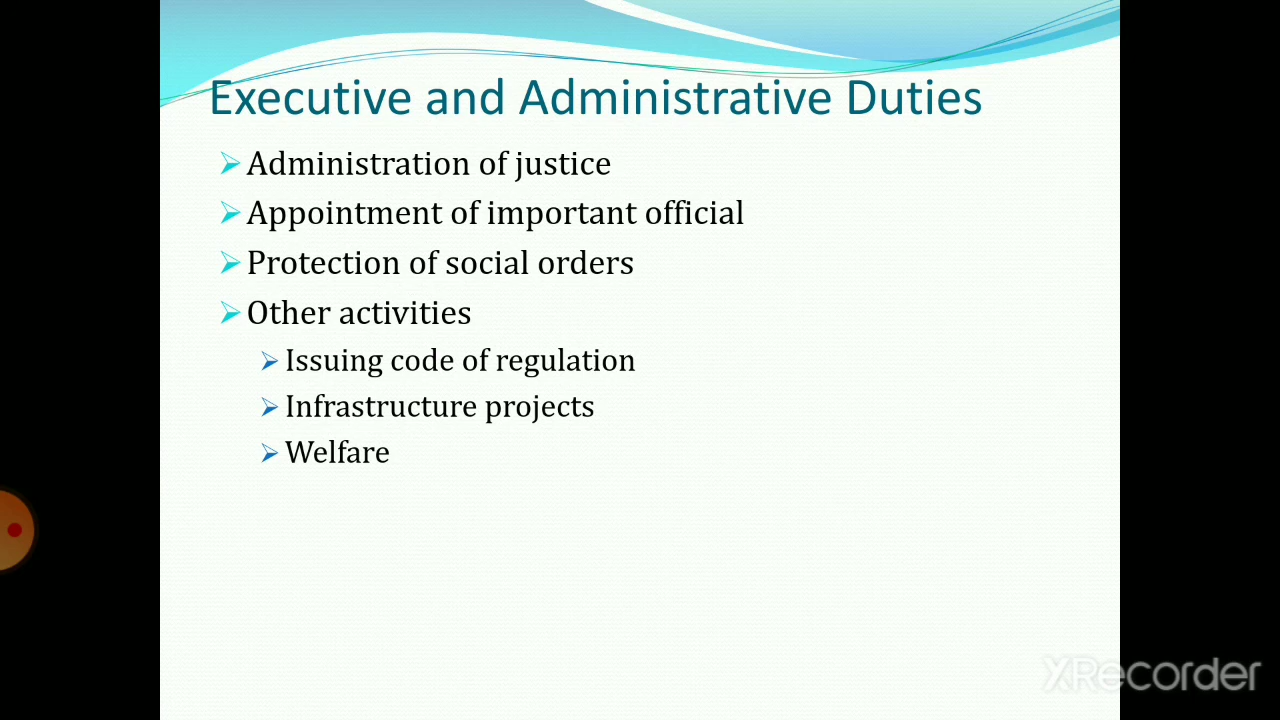 Executive and Administrative Duties
Administration of justice
Appointment of important official
Protection of social orders
Other activities
Issuing code of regulation
Infrastructure projects
Welfare
XRecorder